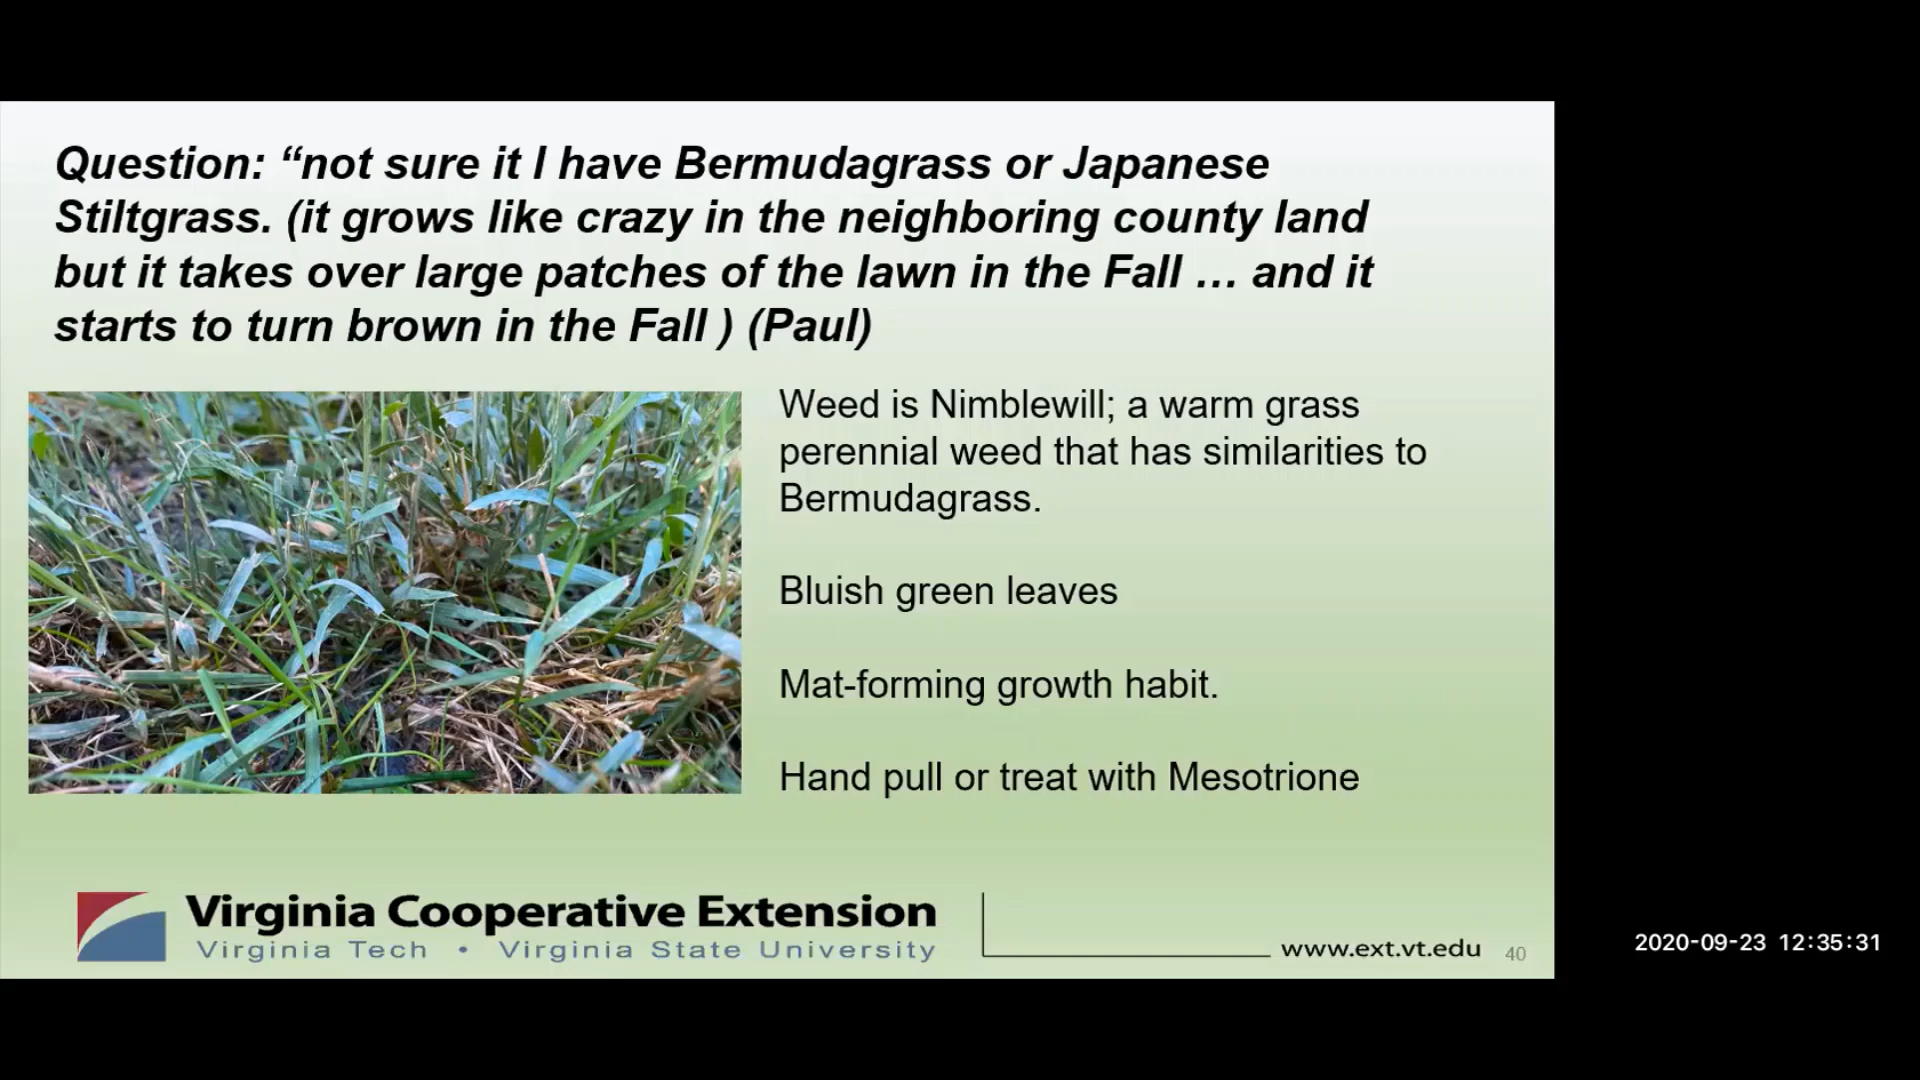 Question: “not sure it I have Bermudagrass or Japanese
Stiltgrass. (it grows like crazy in the neighboring county land
but it takes over large patches of the lawn in the Fall … and it
starts to turn brown in the Fall ) (Paul)
Weed is Nimblewill; a warm grass
perennial weed that has similarities to
Bermudagrass.
Bluish green leaves
Mat-forming growth habit.
Hand pull or treat with Mesotrione
Virginia Cooperative Extension
Virginia Tech • Virginia State University
www.ext.vt.edu
40
2020-09-23 12:35:31